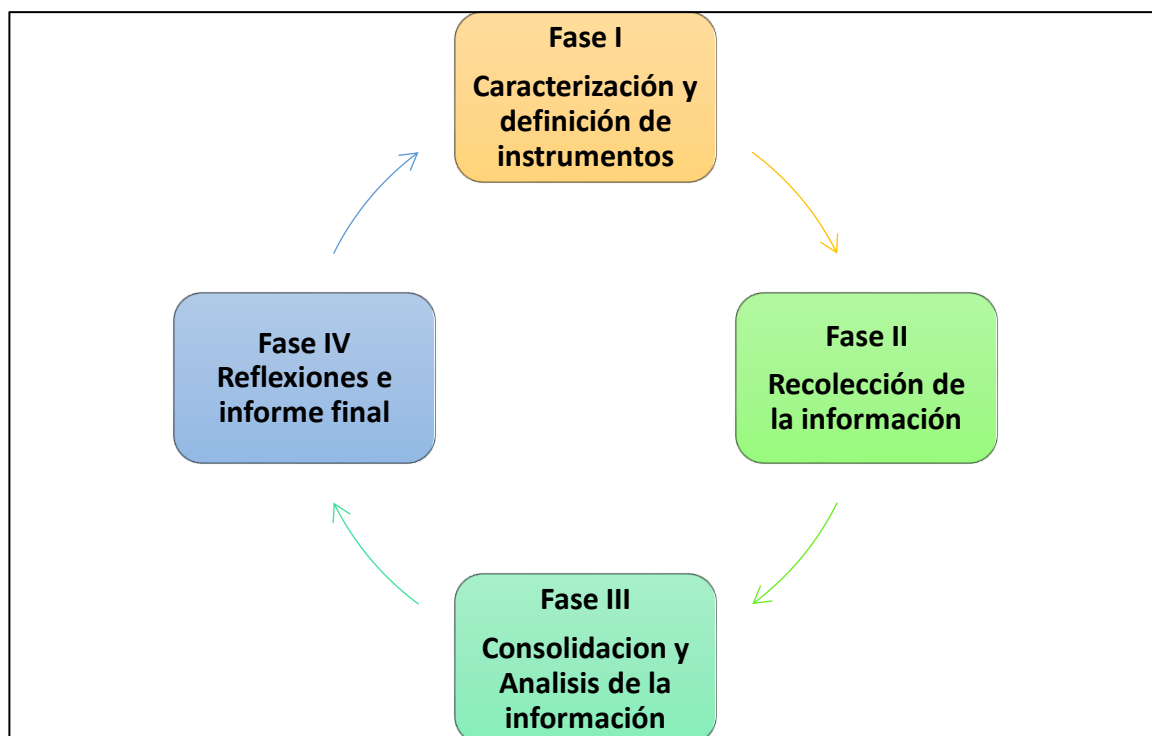 Fase I
Caracterización y
definición de
instrumentos
Fase II
Recolección de
la información
Fase III
Consolidacion y
Analisis de la
información
Fase IV
Reflexiones e
informe final